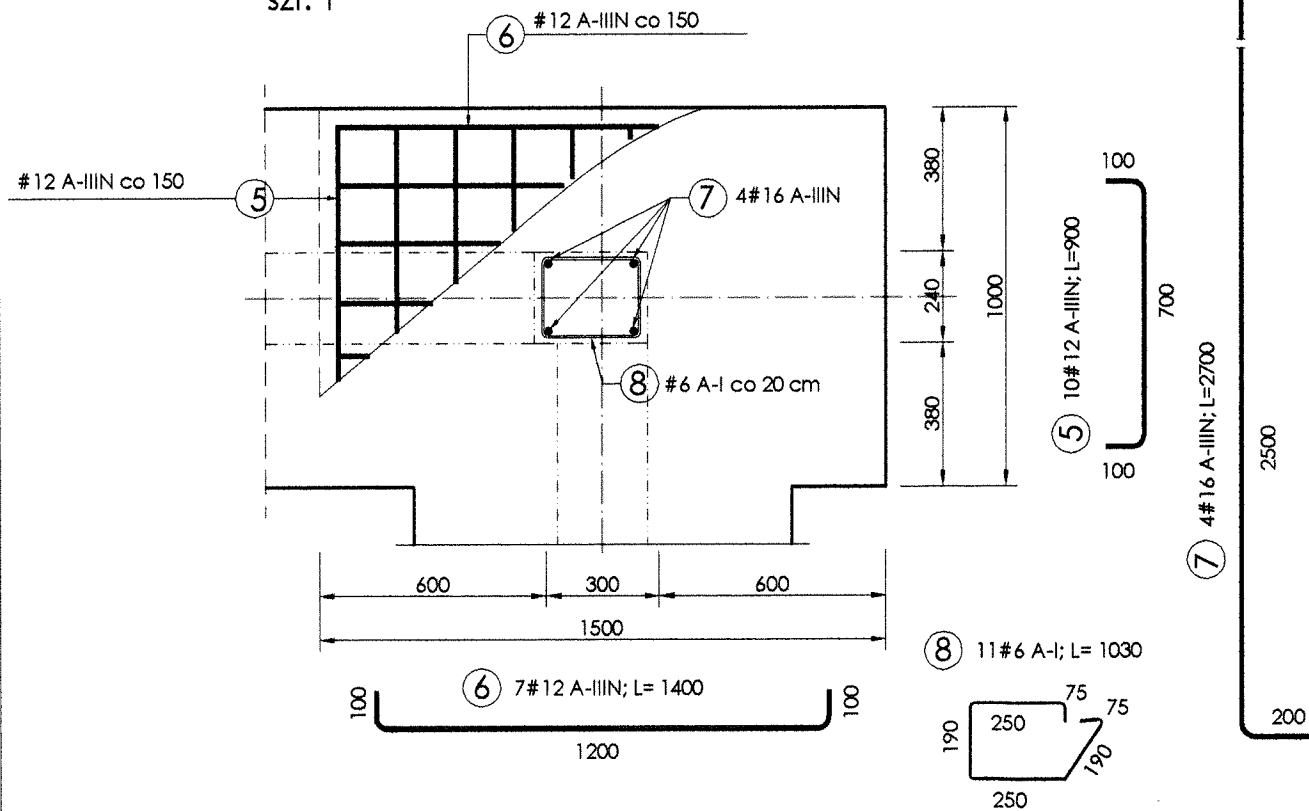 szt. 1
6 #12 A-IIIN co 150
#12 A-IIIN co 150 5
7 4#16 A-IIIN
8 #6 A-I co 20 cm
380
240
380
1000
600
300
600
1500
6 7#12 A-IIIN; L= 1400
100
100
1200
100
5 10#12 A-IIIN; L=900
700
100
7 4#16 A-IIIN; L=2700
2500
200
8 11#6 A-I; L= 1030
75
75
250
190
190
250